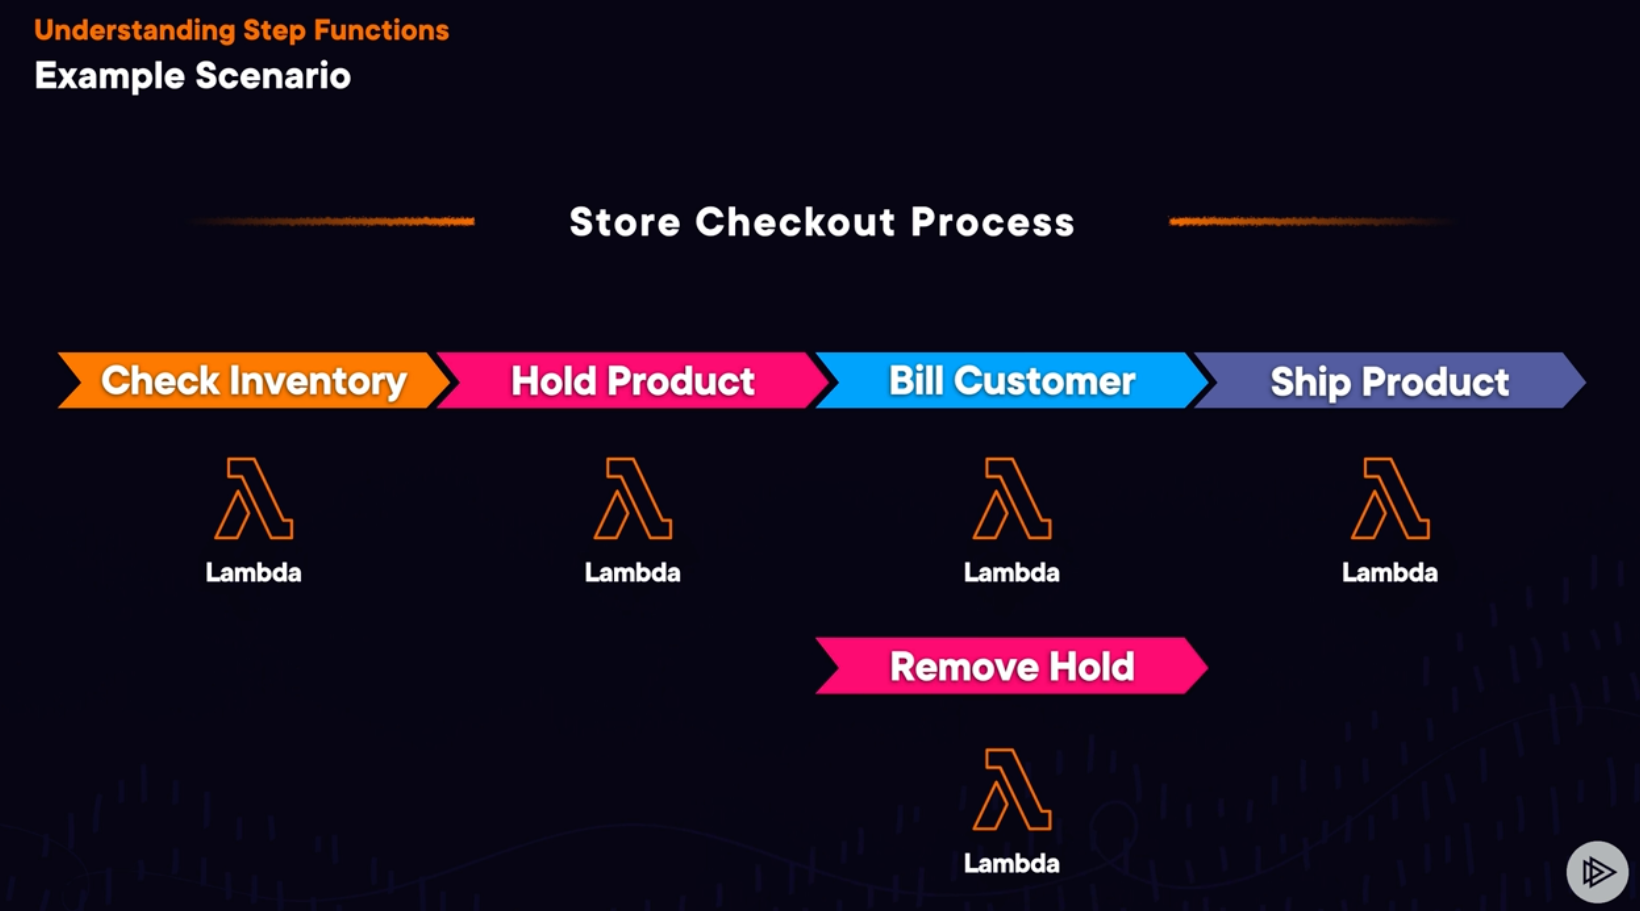 Understanding Step Functions
Example Scenario
Store Checkout Process
Check Inventory
Hold Product
Bill Customer
Ship Product
Lambda
Lambda
Lambda
Lambda
Remove Hold
Lambda